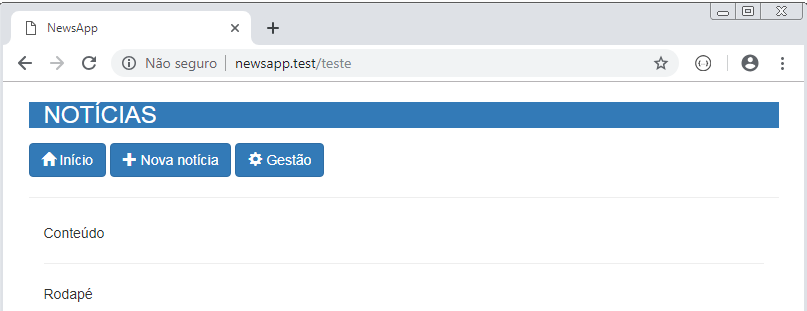 NewsApp
Não seguro newsapp.test/teste
NOTÍCIAS
Início Nova notícia Gestão
Conteúdo
Rodapé